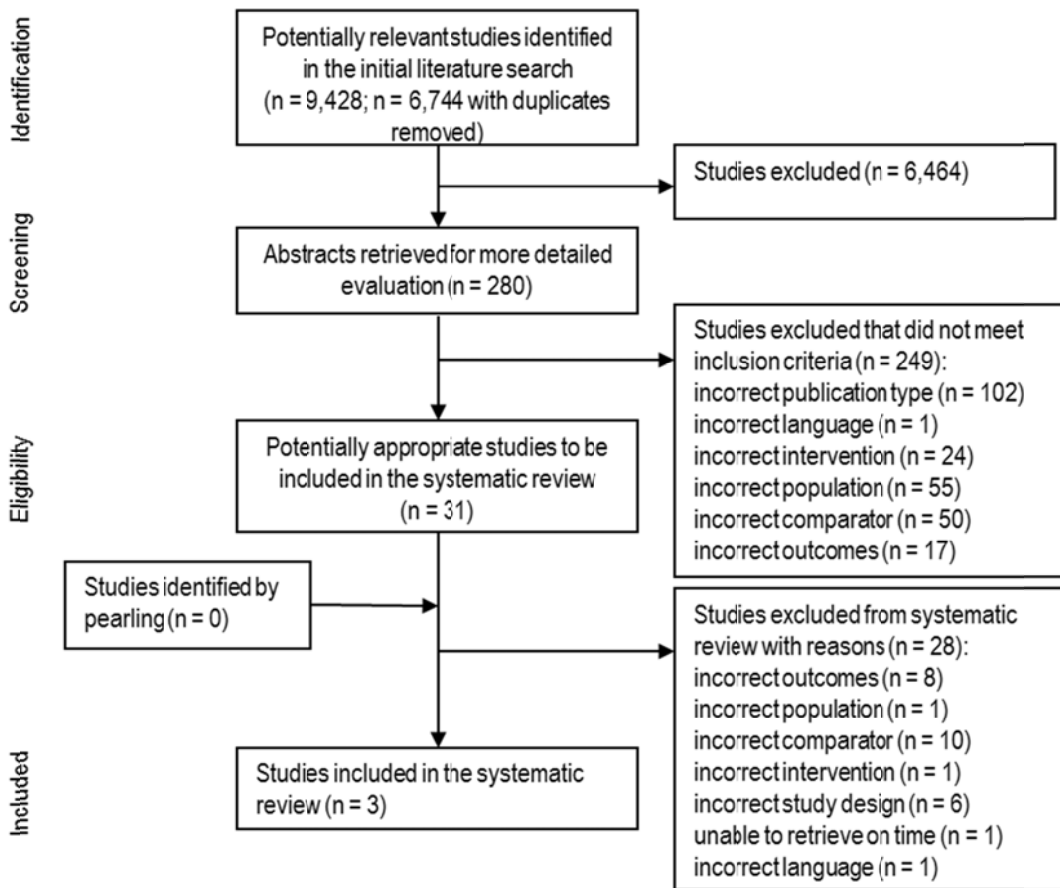 Identification
Potentially relevant studies identified
in the initial literature search
(n = 9,428; n = 6,744 with duplicates
removed)
Studies excluded (n = 6,464)
Screening
Abstracts retrieved for more detailed
evaluation (n = 280)
Studies excluded that did not meet
inclusion criteria (n = 249):
incorrect publication type (n = 102)
incorrect language (n = 1)
incorrect intervention (n = 24)
incorrect population (n = 55)
incorrect comparator (n = 50)
incorrect outcomes (n = 17)
Eligibility
Potentially appropriate studies to be
included in the systematic review
(n = 31)
Studies identified by
pearling (n = 0)
Studies excluded from systematic
review with reasons (n = 28):
incorrect outcomes (n = 8)
incorrect population (n = 1)
incorrect comparator (n = 10)
incorrect intervention (n = 1)
incorrect study design (n = 6)
unable to retrieve on time (n = 1)
incorrect language (n = 1)
Included
Studies included in the systematic
review (n = 3)